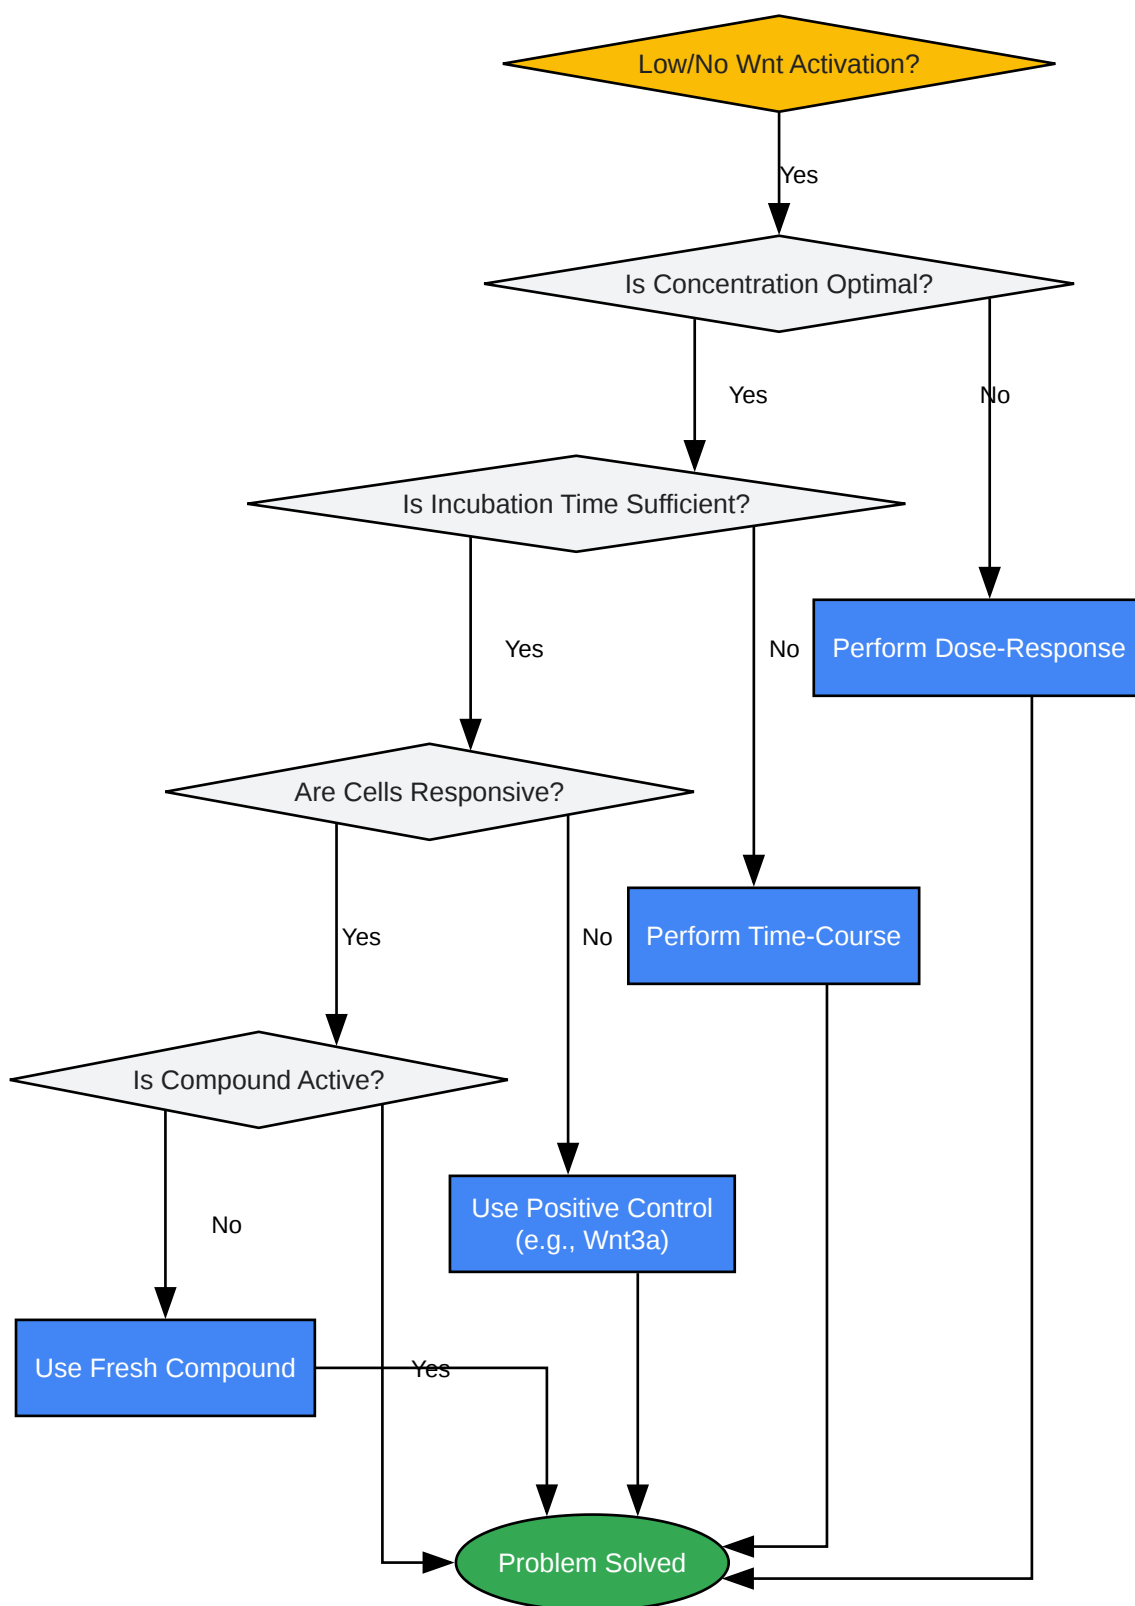 Low/No Wnt Activation?
Yes
Is Concentration Optimal?
Yes
No
Is Incubation Time Sufficient?
Yes
No
Perform Dose-Response
Are Cells Responsive?
Yes
No
Perform Time-Course
Is Compound Active?
No
Use Positive Control
(e.g., Wnt3a)
Use Fresh Compound
Yes
Problem Solved